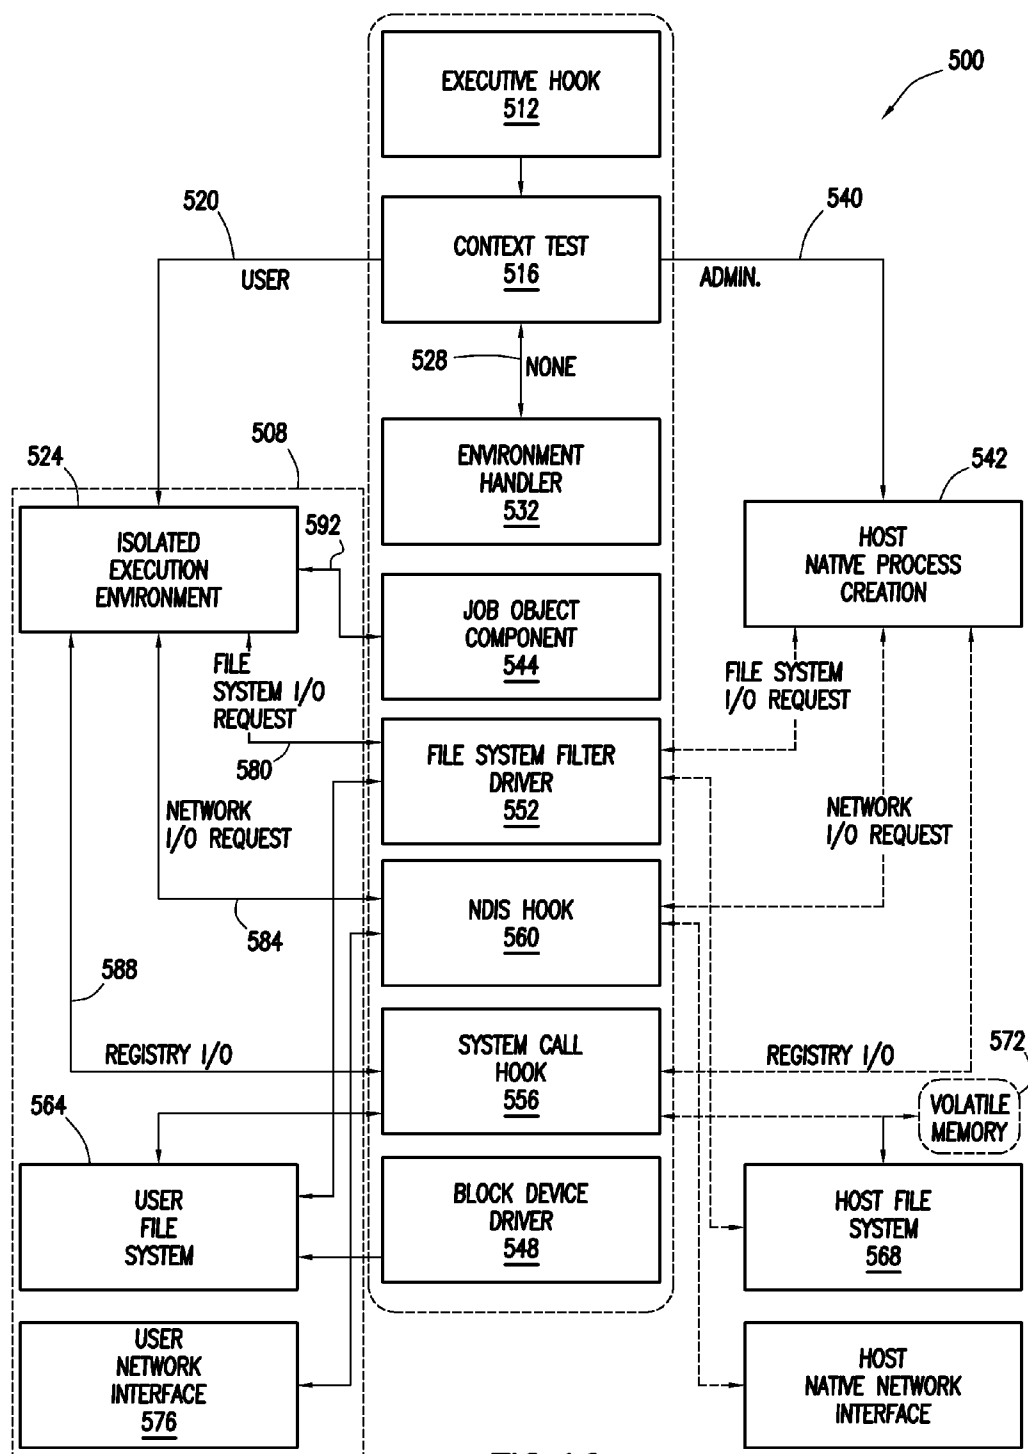 EXECUTIVE HOOK
512
500
520
540
CONTEXT TEST
516
USER
ADMIN.
528
NONE
508
524
ENVIRONMENT
HANDLER
532
542
592
ISOLATED
EXECUTION
ENVIRONMENT
HOST
NATIVE PROCESS
CREATION
JOB OBJECT
COMPONENT
544
FILE
SYSTEM I/O
REQUEST
FILE SYSTEM
I/O REQUEST
580
FILE SYSTEM FILTER
DRIVER
552
NETWORK
I/O REQUEST
NETWORK
I/O REQUEST
NDIS HOOK
560
584
588
REGISTRY I/O
SYSTEM CALL
HOOK
556
REGISTRY I/O
572
VOLATILE
MEMORY
564
USER
FILE
SYSTEM
BLOCK DEVICE
DRIVER
548
HOST FILE
SYSTEM
568
USER
NETWORK
INTERFACE
576
HOST
NATIVE NETWORK
INTERFACE